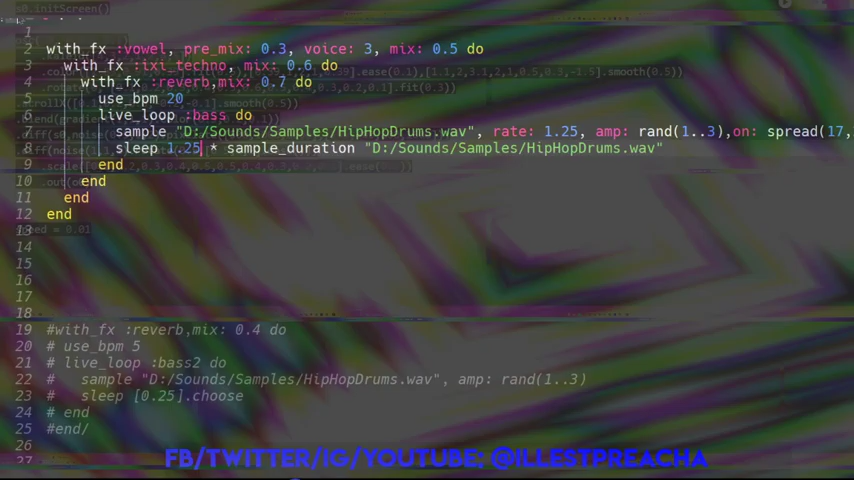 s0.initScreen()
1
2 with_fx :vowel, pre_mix: 0.3, voice: 3, mix: 0.5 do
3 with_fx :ixi_techno, mix: 0.6 do
4 with_fx :reverb,mix: 0.7 do
5 use_bpm 20
6 live_loop :bass do
7 sample "D:/Sounds/Samples/HipHopDrums.wav", rate: 1.25, amp: rand(1..3),on: spread(17,
8 sleep 1.25 * sample_duration "D:/Sounds/Samples/HipHopDrums.wav"
9 end
10 end
11 end
12 end
13
speed = 0.01
14
15
16
17
18
19 #with_fx :reverb,mix: 0.4 do
20 # use_bpm 5
21 # live_loop :bass2 do
22 # sample "D:/Sounds/Samples/HipHopDrums.wav", amp: rand(1..3)
23 # sleep [0.25].choose
24 # end
25 #end/
26
27
FB/TWITTER/IG/YOUTUBE: @ILLESTPREACHA